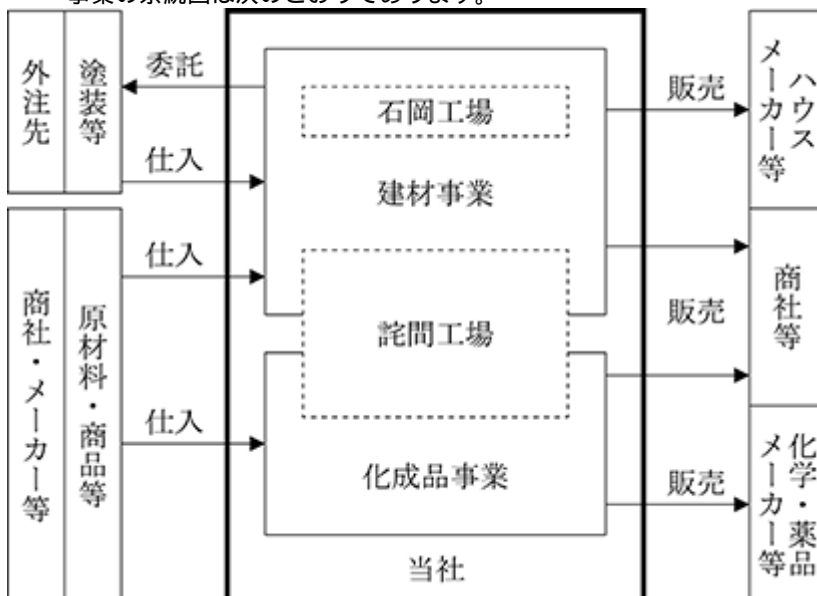 事業の系統図は次のとおりであります。
外注先
塗装等
委託
仕入
商社・メーカー等
原材料・商品等
仕入
仕入
石岡工場
建材事業
詫間工場
化成品事業
当社
販売
販売
販売
ハウス
メーカー等
商社等
化学・薬品
メーカー等